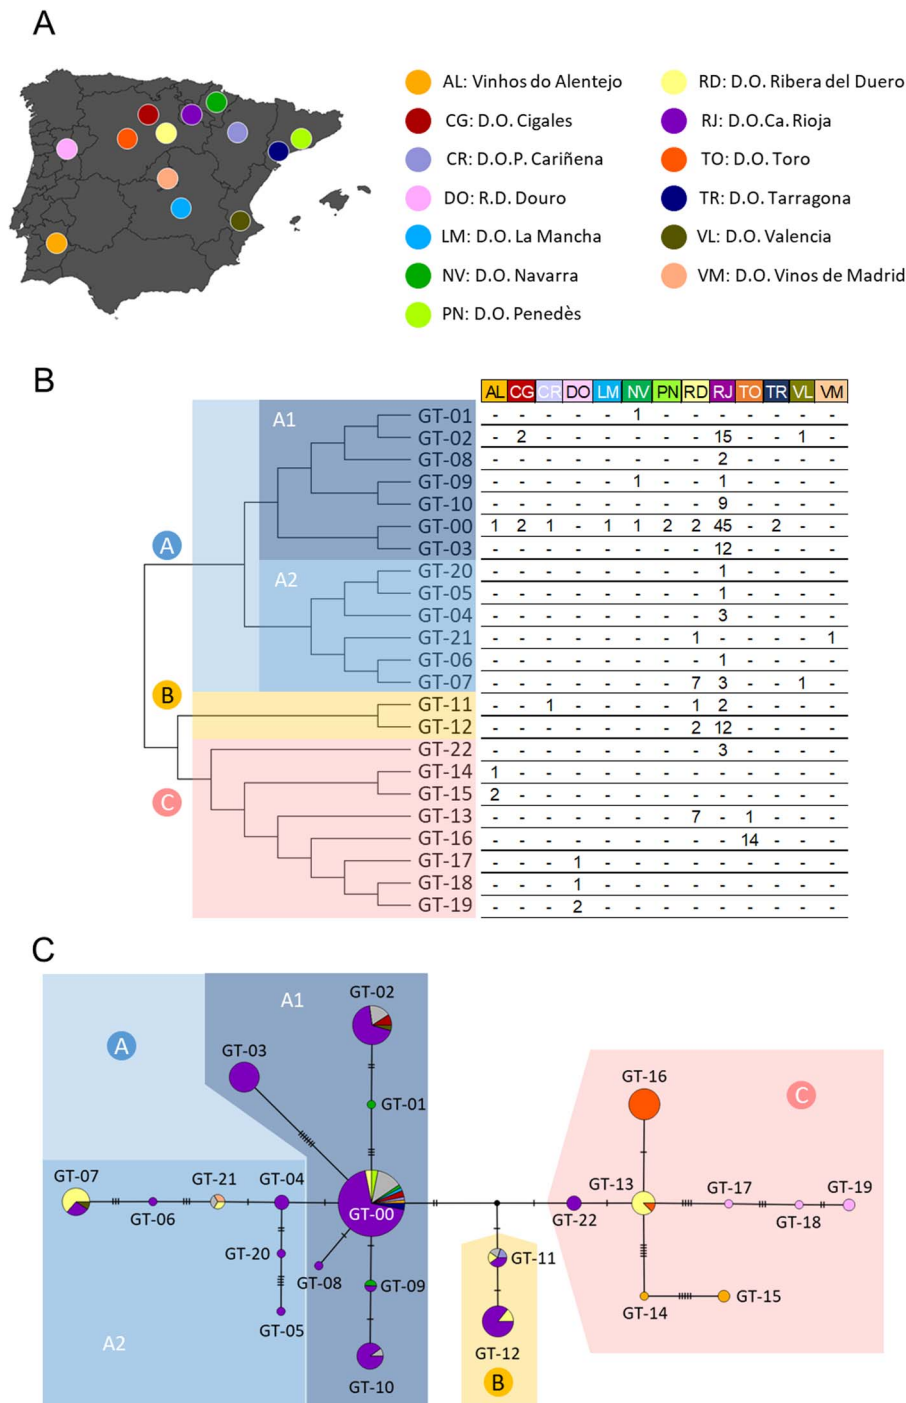 A
AL: Vinhos do Alentejo
CG: D.O. Cigales
CR: D.O.P. Cariñena
DO: R.D. Douro
LM: D.O. La Mancha
NV: D.O. Navarra
PN: D.O. Penedès
RD: D.O. Ribera del Duero
RJ: D.O.Ca. Rioja
TO: D.O. Toro
TR: D.O. Tarragona
VL: D.O. Valencia
VM: D.O. Vinos de Madrid
B
AL CG CR DO LM NV PN RD RJ TO TR VL VM
A1
A
A2
B
C
GT-01 - - - - - 1 - - - - - - -
GT-02 - 2 - - - - - - 15 - - 1 -
GT-08 - - - - - - - - 2 - - - -
GT-09 - - - - - 1 - - 1 - - - -
GT-10 - - - - - - - - 9 - - - -
GT-00 1 2 1 - 1 1 2 2 45 - 2 - -
GT-03 - - - - - - - - 12 - - - -
GT-20 - - - - - - - - 1 - - - -
GT-05 - - - - - - - - 1 - - - -
GT-04 - - - - - - - - 3 - - - -
GT-21 - - - - - - - 1 - - - - 1
GT-06 - - - - - - - - 1 - - - -
GT-07 - - - - - - - 7 3 - - 1 -
GT-11 - - 1 - - - - 1 2 - - - -
GT-12 - - - - - - - 2 12 - - - -
GT-22 - - - - - - - - 3 - - - -
GT-14 1 - - - - - - - - - - - -
GT-15 2 - - - - - - - - - - - -
GT-13 - - - - - - - 7 - 1 - - -
GT-16 - - - - - - - - - 14 - - -
GT-17 - - - 1 - - - - - - - - -
GT-18 - - - 1 - - - - - - - - -
GT-19 - - - 2 - - - - - - - - -
C
A
A1
GT-02
GT-03
GT-01
GT-07
GT-06
GT-21
GT-04
GT-00
GT-20
GT-08
GT-09
GT-05
GT-10
A2
GT-11
GT-12
B
GT-16
C
GT-22
GT-13
GT-17
GT-18
GT-19
GT-14
GT-15